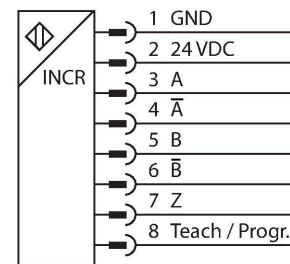 1 GND
2 24 VDC
INCR
3 A
4 A̅
5 B
6 B̅
7 Z
8 Teach / Progr.